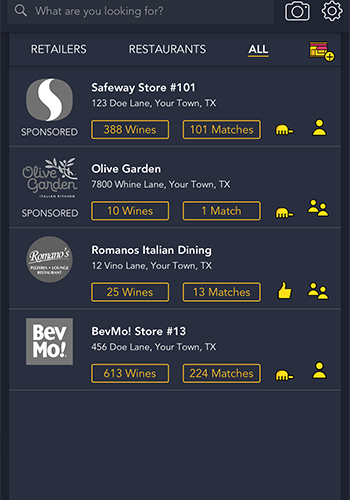 What are you looking for?
RETAILERS RESTAURANTS ALL
Safeway Store #101
123 Doe Lane, Your Town, TX
SPONSORED
388 Wines 101 Matches
Olive Garden
Olive Garden
ITALIAN KITCHEN
7800 Whine Lane, Your Town, TX
SPONSORED
10 Wines 1 Match
Romano's
PIZZERIA • LOUNGE
RESTAURANT
Romanos Italian Dining
12 Vino Lane, Your Town, TX
25 Wines 13 Matches
Bev
Mo!
BevMo! Store #13
456 Doe Lane, Your Town, TX
613 Wines 224 Matches